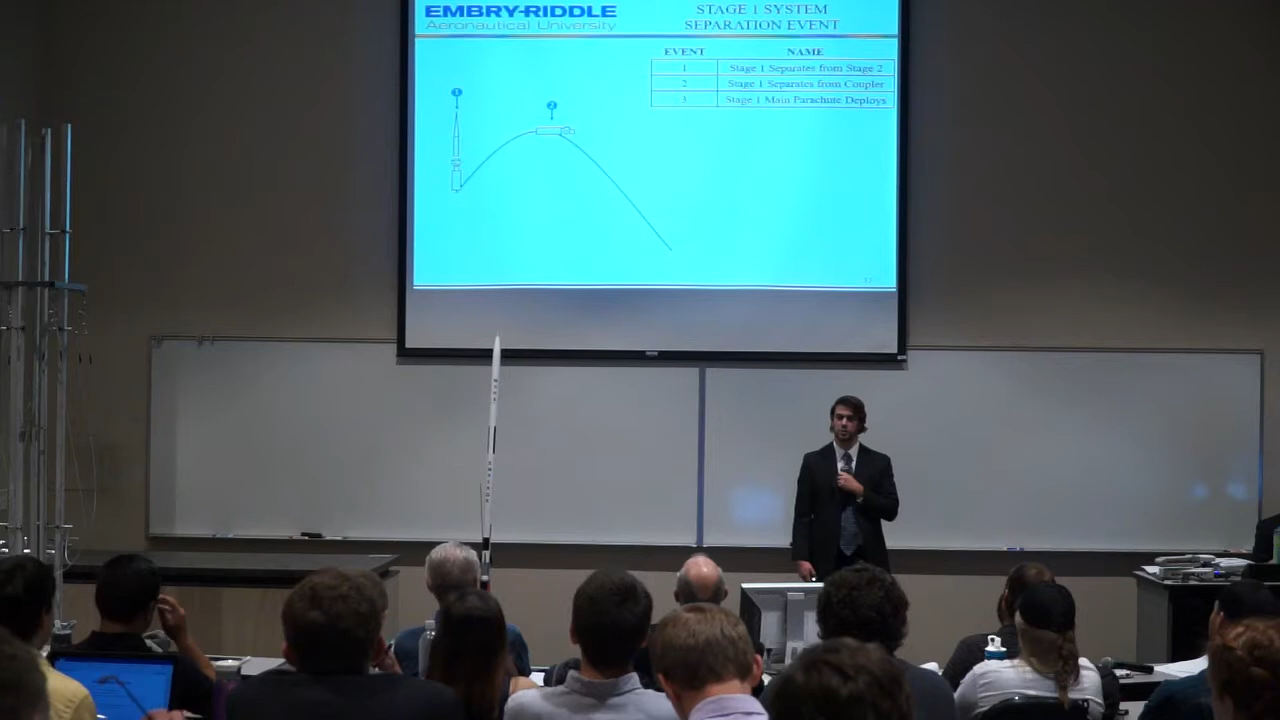 EMBRY-RIDDLE
Aeronautical University
STAGE 1 SYSTEM
SEPARATION EVENT
EVENT NAME
1 Stage 1 Separates from Stage 2
2 Stage 1 Separates from Coupler
3 Stage 1 Main Parachute Deploys
1
2